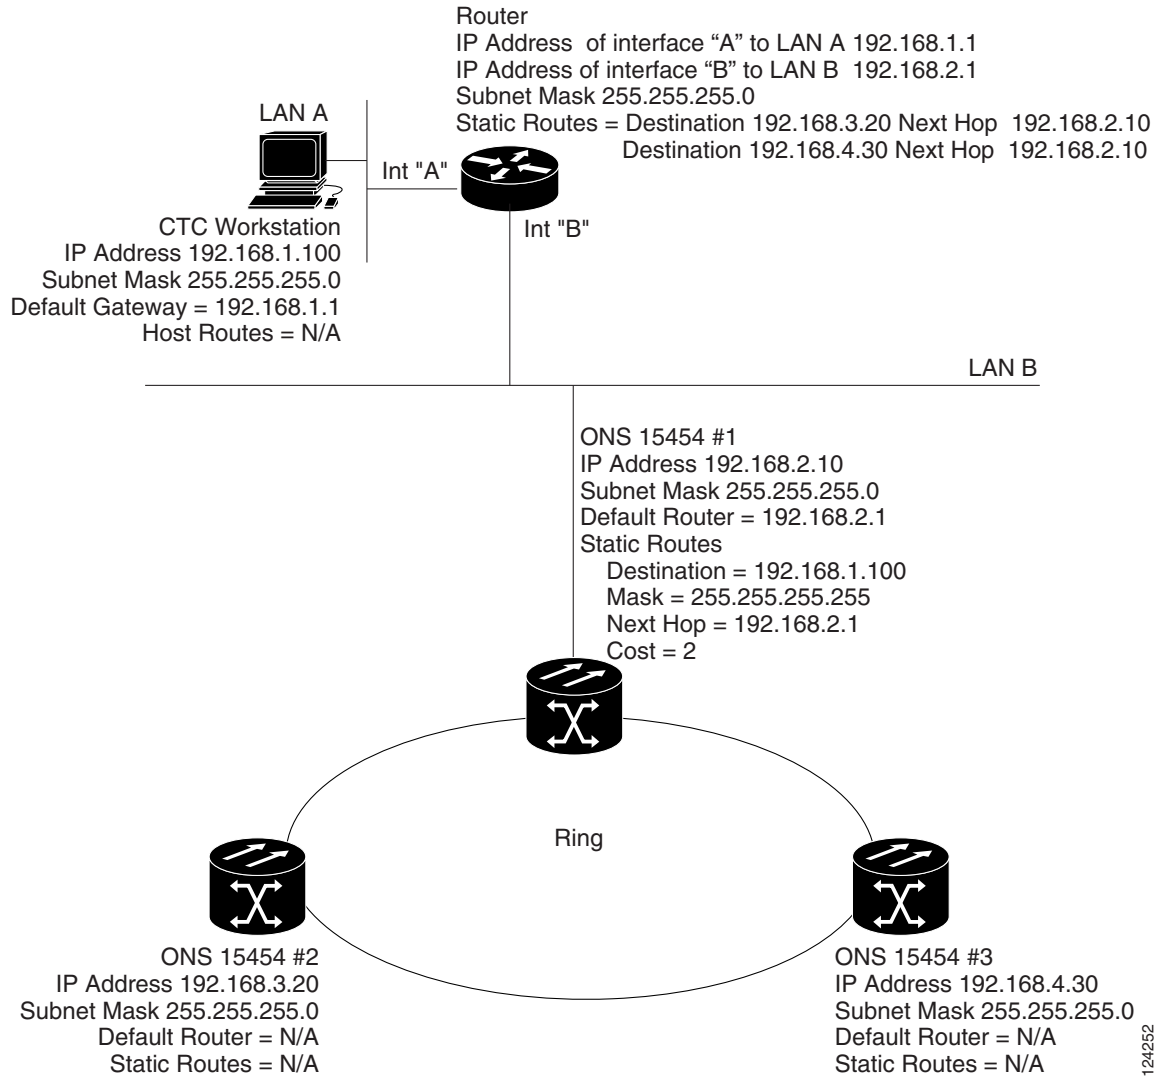 Router
IP Address of interface “A” to LAN A 192.168.1.1
IP Address of interface “B” to LAN B 192.168.2.1
Subnet Mask 255.255.255.0
Static Routes = Destination 192.168.3.20 Next Hop 192.168.2.10
Destination 192.168.4.30 Next Hop 192.168.2.10
LAN A
Int "A"
Int "B"
CTC Workstation
IP Address 192.168.1.100
Subnet Mask 255.255.255.0
Default Gateway = 192.168.1.1
Host Routes = N/A
LAN B
ONS 15454 #1
IP Address 192.168.2.10
Subnet Mask 255.255.255.0
Default Router = 192.168.2.1
Static Routes
Destination = 192.168.1.100
Mask = 255.255.255.255
Next Hop = 192.168.2.1
Cost = 2
Ring
ONS 15454 #2
IP Address 192.168.3.20
Subnet Mask 255.255.255.0
Default Router = N/A
Static Routes = N/A
ONS 15454 #3
IP Address 192.168.4.30
Subnet Mask 255.255.255.0
Default Router = N/A
Static Routes = N/A
124252